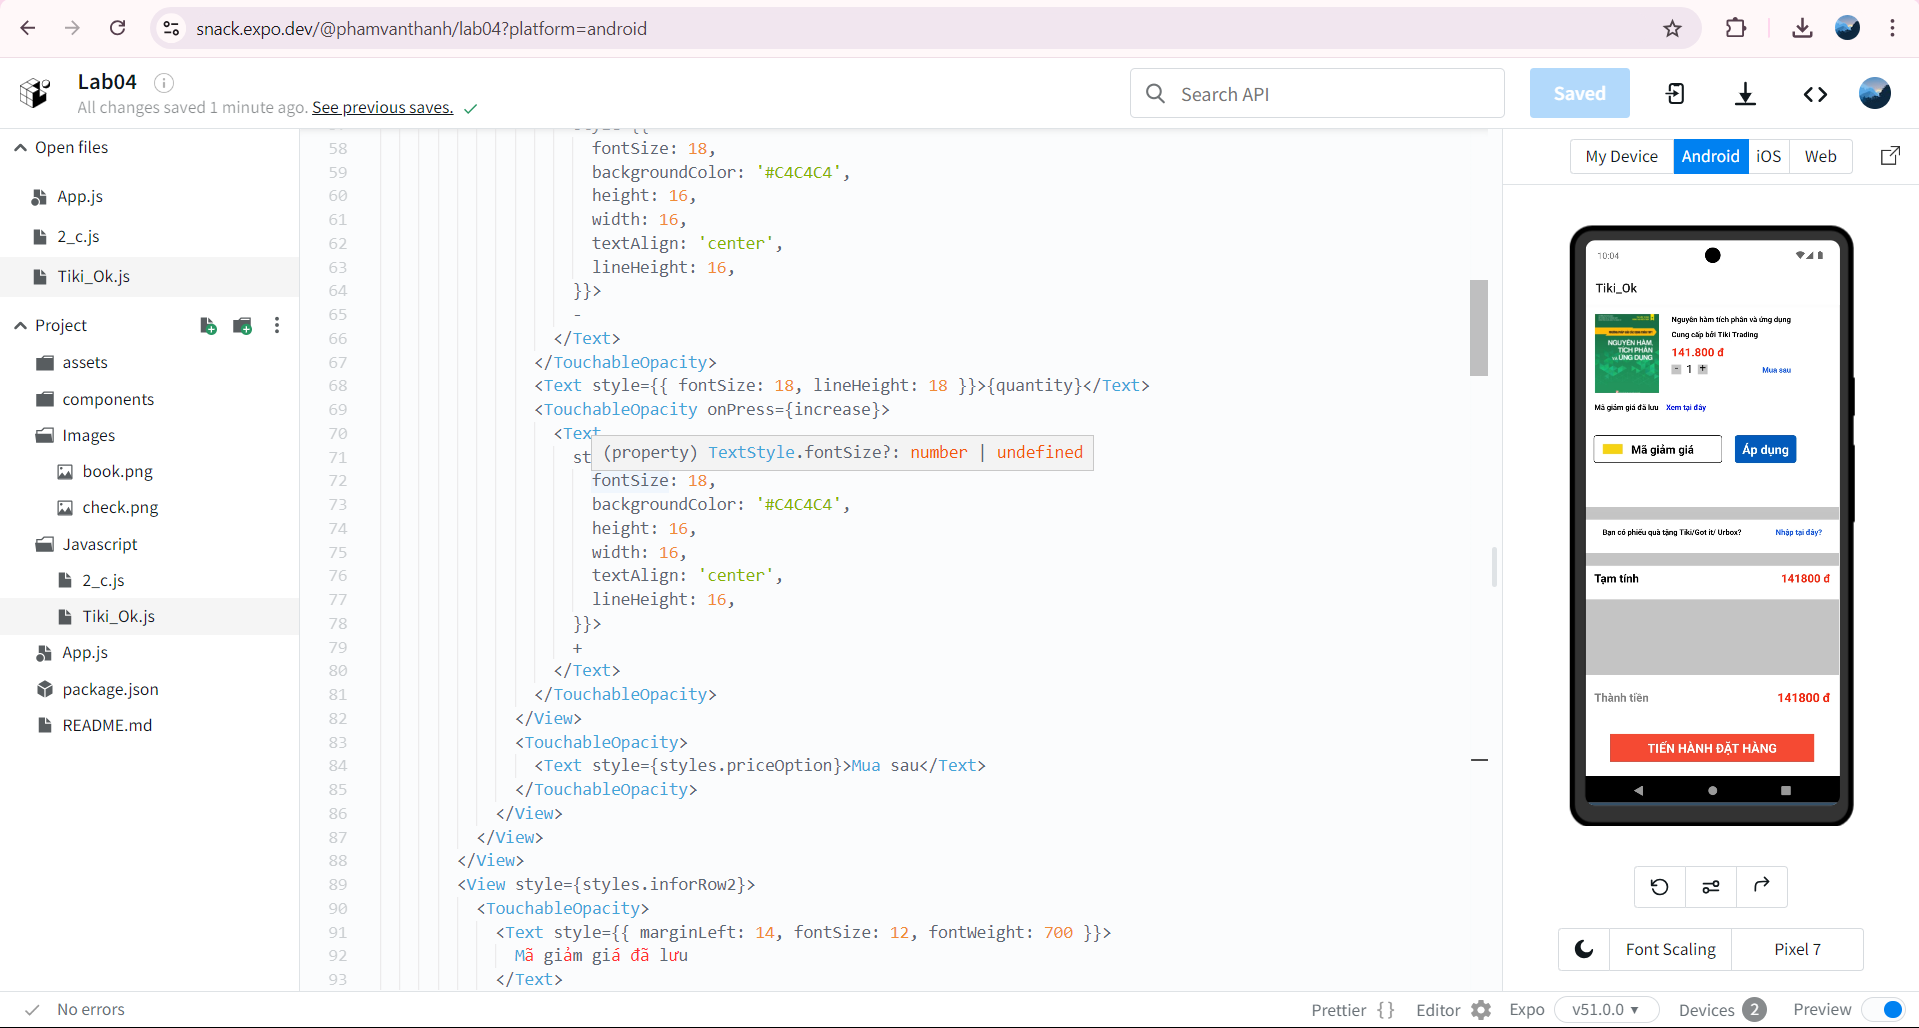 snack.expo.dev/@phamvanthanh/lab04?platform=android
Lab04
All changes saved 1 minute ago. See previous saves.
Search API
Saved
Open files
App.js
2_c.js
Tiki_Ok.js
Project
assets
components
Images
book.png
check.png
Javascript
2_c.js
Tiki_Ok.js
App.js
package.json
README.md
58 fontSize: 18,
59 backgroundColor: '#C4C4C4',
60 height: 16,
61 width: 16,
62 textAlign: 'center',
63 lineHeight: 16,
64 }}>
65 -
66 </Text>
67 </TouchableOpacity>
68 <Text style={{ fontSize: 18, lineHeight: 18 }}>{quantity}</Text>
69 <TouchableOpacity onPress={increase}>
70 <Text
71 st
(property) TextStyle.fontSize?: number | undefined
72 fontSize: 18,
73 backgroundColor: '#C4C4C4',
74 height: 16,
75 width: 16,
76 textAlign: 'center',
77 lineHeight: 16,
78 }}>
79 +
80 </Text>
81 </TouchableOpacity>
82 </View>
83 <TouchableOpacity>
84 <Text style={styles.priceOption}>Mua sau</Text>
85 </TouchableOpacity>
86 </View>
87 </View>
88 </View>
89 <View style={styles.inforRow2}>
90 <TouchableOpacity>
91 <Text style={{ marginLeft: 14, fontSize: 12, fontWeight: 700 }}>
92 Mã giảm giá đã lưu
93 </Text>
My Device
Android
iOS
Web
10:04
Tiki_Ok
NGUYÊN HÀM
TÍCH PHÂN
VÀ ỨNG DỤNG
Nguyên hàm tích phân và ứng dụng
Cung cấp bởi Tiki Trading
141.800 đ
- 1 +
Mua sau
Mã giảm giá đã lưu Xem tại đây
Mã giảm giá
Áp dụng
Bạn có phiếu quà tặng Tiki/Got it/ Urbox? Nhập tại đây?
Tạm tính 141800 đ
Thành tiền 141800 đ
TIẾN HÀNH ĐẶT HÀNG
Font Scaling
Pixel 7
No errors
Prettier {}
Editor
Expo
v51.0.0
Devices 2
Preview